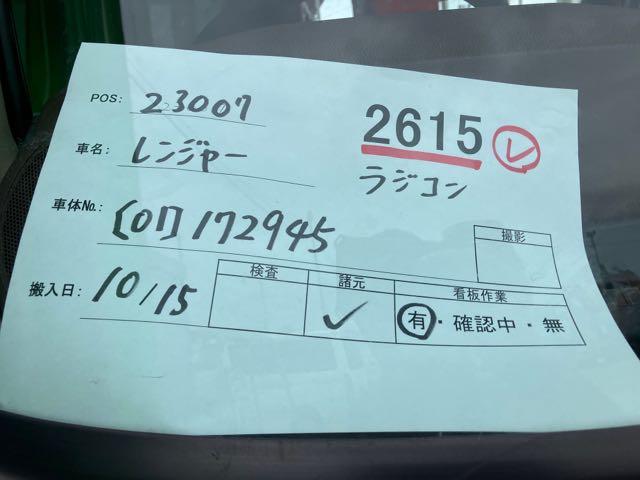 POS: 23007
2615 レ
車名: レンジャー
ラジコン
車体No.: [01]172945
撮影
搬入日: 10/15
検査 諸元 看板作業
✓ 有・確認中・無